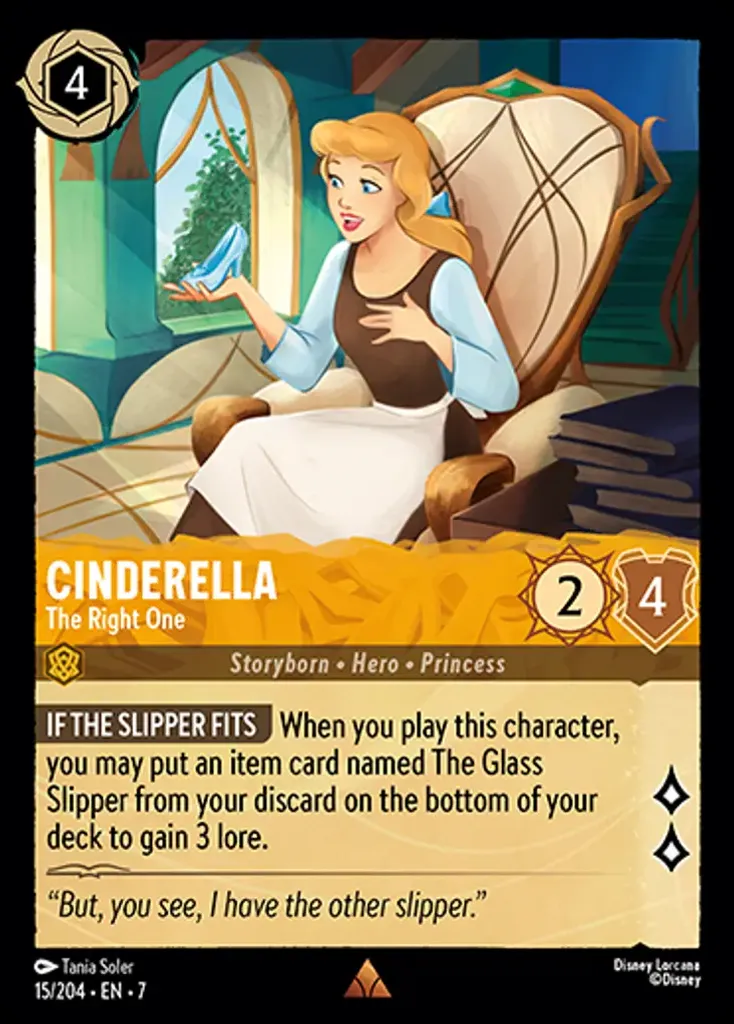 4
CINDERELLA
The Right One
2 4
Storyborn • Hero • Princess
IF THE SLIPPER FITS When you play this character,
you may put an item card named The Glass
Slipper from your discard on the bottom of your
deck to gain 3 lore.
“But, you see, I have the other slipper.”
Tania Soler
15/204 • EN • 7
Disney Lorcana
©Disney